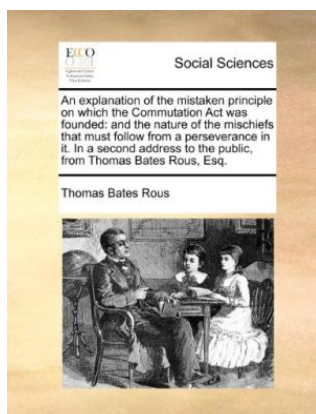 ECCO
Social Sciences
An explanation of the mistaken principle
on which the Commutation Act was
founded: and the nature of the mischiefs
that must follow from a perseverance in
it. In a second address to the public,
from Thomas Bates Rous, Esq.
Thomas Bates Rous